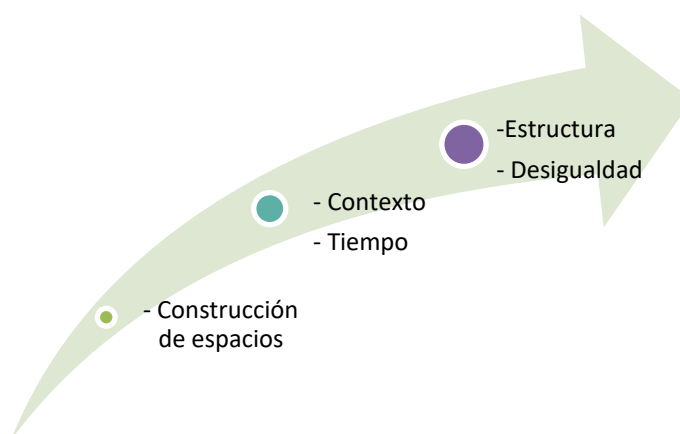 -Estructura
- Desigualdad
- Contexto
- Tiempo
- Construcción
de espacios